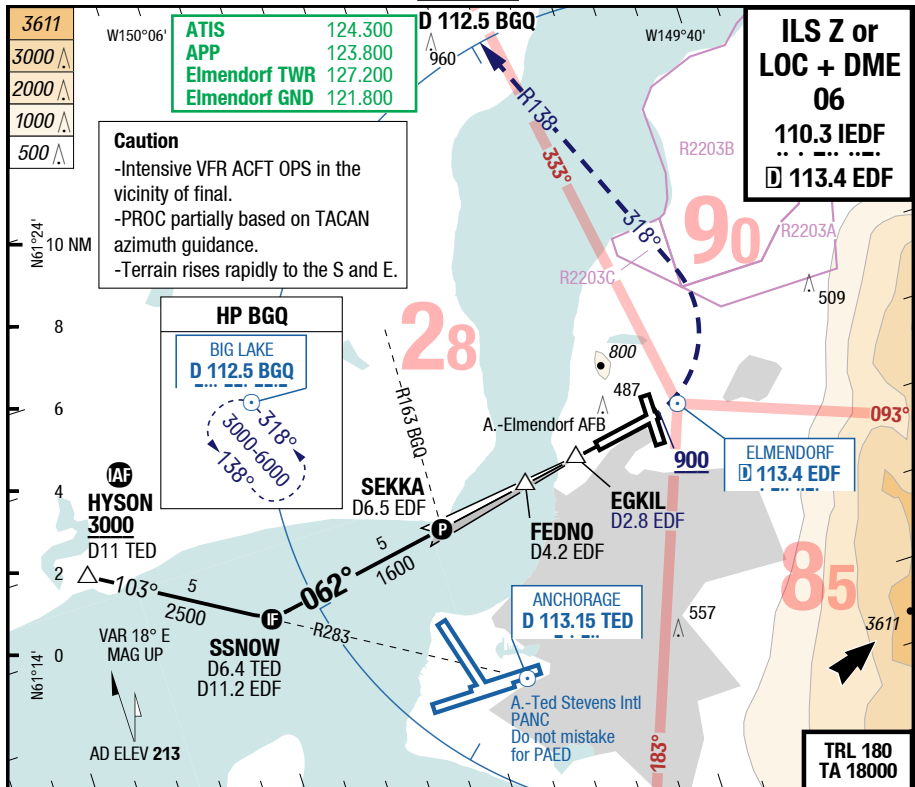 D 112.5 BGQ
3611
3000
2000
1000
500
W150°06'
ATIS 124.300
APP 123.800
Elmendorf TWR 127.200
Elmendorf GND 121.800
960
W149°40'
ILS Z or
LOC + DME
06
110.3 IEDF
D 113.4 EDF
Caution
-Intensive VFR ACFT OPS in the
vicinity of final.
-PROC partially based on TACAN
azimuth guidance.
-Terrain rises rapidly to the S and E.
R138
333°
318°
R2203B
R2203A
R2203C
90
509
N61°24'
10 NM
8
6
4
2
0
N61°14'
HP BGQ
BIG LAKE
D 112.5 BGQ
318°
3000-6000
138°
28
R163 BGQ
800
487
A.-Elmendorf AFB
093°
900
ELMENDORF
D 113.4 EDF
IAF
HYSON
3000
D11 TED
SEKKA
D6.5 EDF
P
EGKIL
D2.8 EDF
FEDNO
D4.2 EDF
103°
5
2500
062°
5
1600
IF
SSNOW
D6.4 TED
D11.2 EDF
R283
ANCHORAGE
D 113.15 TED
557
85
3611
VAR 18° E
MAG UP
AD ELEV 213
A.-Ted Stevens Intl
PANC
Do not mistake
for PAED
183°
TRL 180
TA 18000